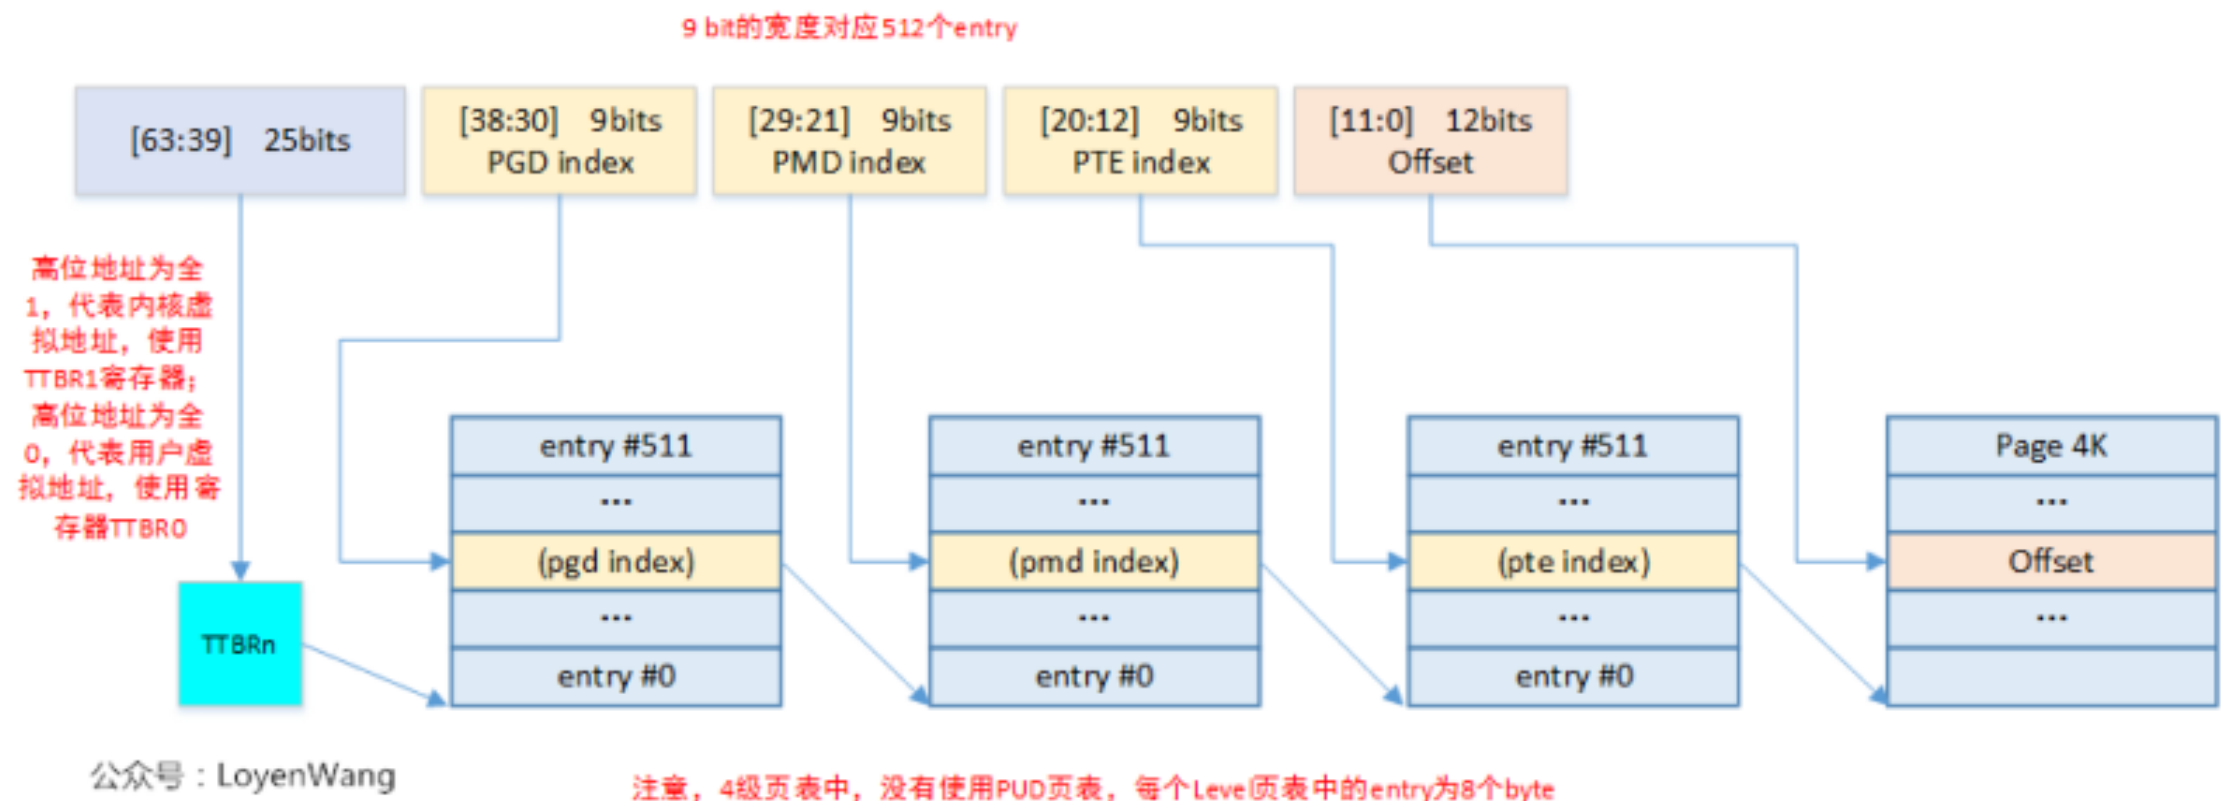 9 bit的宽度对应512个entry
[63:39] 25bits
[38:30] 9bits
PGD index
[29:21] 9bits
PMD index
[20:12] 9bits
PTE index
[11:0] 12bits
Offset
高位地址为全
1，代表内核虚
拟地址，使用
TTBR1寄存器；
高位地址为全
0，代表用户虚
拟地址，使用寄
存器TTBR0
TTBRn
entry #511
...
(pgd index)
...
entry #0
entry #511
...
(pmd index)
...
entry #0
entry #511
...
(pte index)
...
entry #0
Page 4K
...
Offset
...
公众号：LoyenWang
注意，4级页表中，没有使用PUD页表，每个Level页表中的entry为8个byte